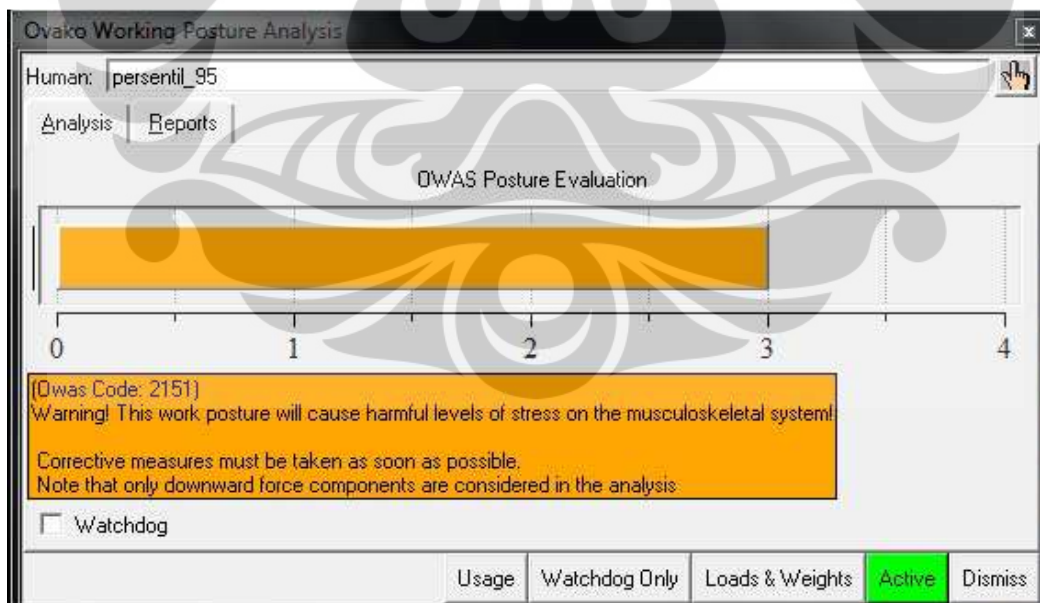 Ovako Working Posture Analysis
Human: persentil_95
Analysis Reports
OWAS Posture Evaluation
0 1 2 3 4
(Owas Code: 2151)
Warning! This work posture will cause harmful levels of stress on the musculoskeletal system!
Corrective measures must be taken as soon as possible.
Note that only downward force components are considered in the analysis
Watchdog
Usage Watchdog Only Loads & Weights Active Dismiss